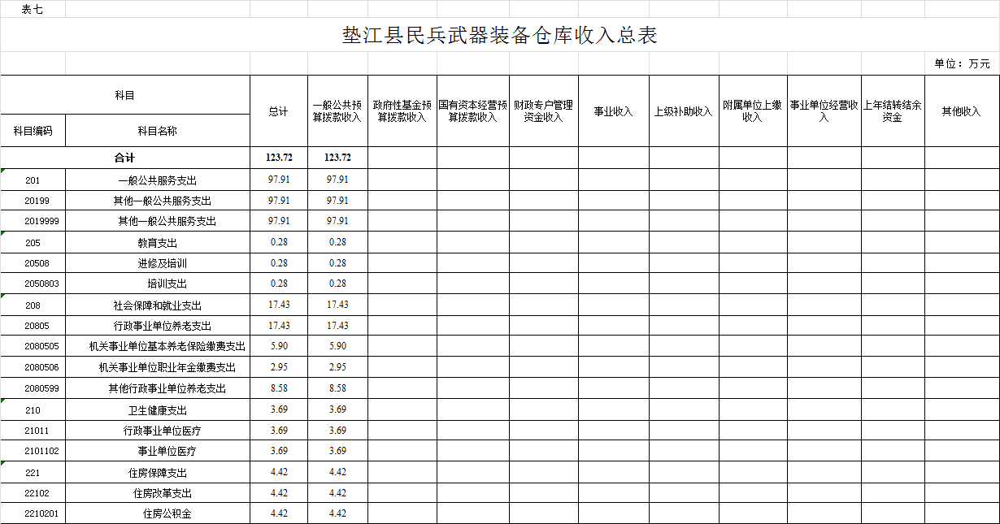 表七
垫江县民兵武器装备仓库收入总表
单位：万元
科目 总计 一般公共预算拨款收入 政府性基金预算拨款收入 国有资本经营预算拨款收入 财政专户管理资金收入 事业收入 上级补助收入 附属单位上缴收入 事业单位经营收入 上年结转结余资金 其他收入
科目编码 科目名称
合计 123.72 123.72
201 一般公共服务支出 97.91 97.91
20199 其他一般公共服务支出 97.91 97.91
2019999 其他一般公共服务支出 97.91 97.91
205 教育支出 0.28 0.28
20508 进修及培训 0.28 0.28
2050803 培训支出 0.28 0.28
208 社会保障和就业支出 17.43 17.43
20805 行政事业单位养老支出 17.43 17.43
2080505 机关事业单位基本养老保险缴费支出 5.90 5.90
2080506 机关事业单位职业年金缴费支出 2.95 2.95
2080599 其他行政事业单位养老支出 8.58 8.58
210 卫生健康支出 3.69 3.69
21011 行政事业单位医疗 3.69 3.69
2101102 事业单位医疗 3.69 3.69
221 住房保障支出 4.42 4.42
22102 住房改革支出 4.42 4.42
2210201 住房公积金 4.42 4.42